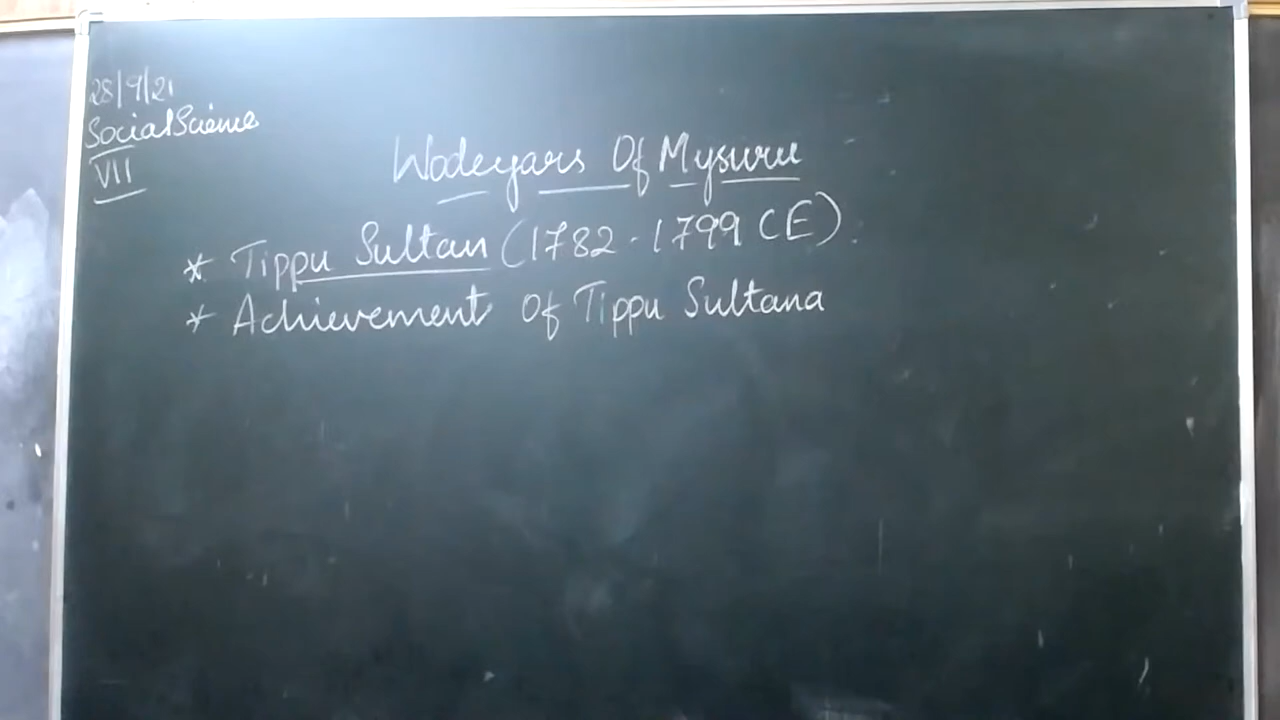 28/9/21
Social Science
VII
Wodeyars Of Mysuru
* Tippu Sultan (1782-1799 CE).
* Achievement Of Tippu Sultana